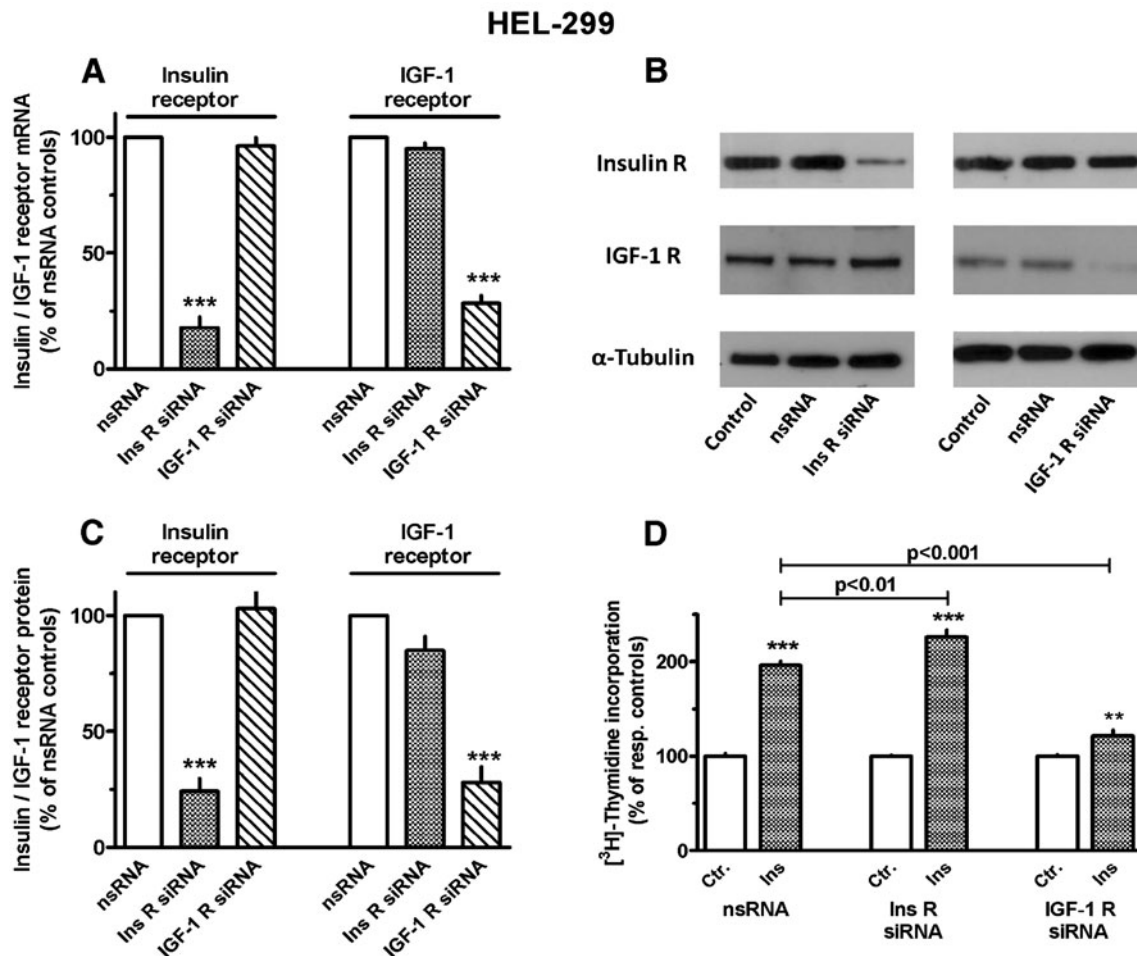 HEL-299
A
Insulin
receptor
IGF-1
receptor
Insulin / IGF-1 receptor mRNA
(% of nsRNA controls)
100
50
0
***
***
nsRNA
Ins R siRNA
IGF-1 R siRNA
nsRNA
Ins R siRNA
IGF-1 R siRNA
B
Insulin R
IGF-1 R
α-Tubulin
Control
nsRNA
Ins R siRNA
Control
nsRNA
IGF-1 R siRNA
C
Insulin
receptor
IGF-1
receptor
Insulin / IGF-1 receptor protein
(% of nsRNA controls)
100
50
0
***
***
nsRNA
Ins R siRNA
IGF-1 R siRNA
nsRNA
Ins R siRNA
IGF-1 R siRNA
D
p<0.001
p<0.01
[³H]-Thymidine incorporation
(% of resp. controls)
200
100
0
***
***
**
Ctr.
Ins
Ctr.
Ins
Ctr.
Ins
nsRNA
Ins R
siRNA
IGF-1 R
siRNA